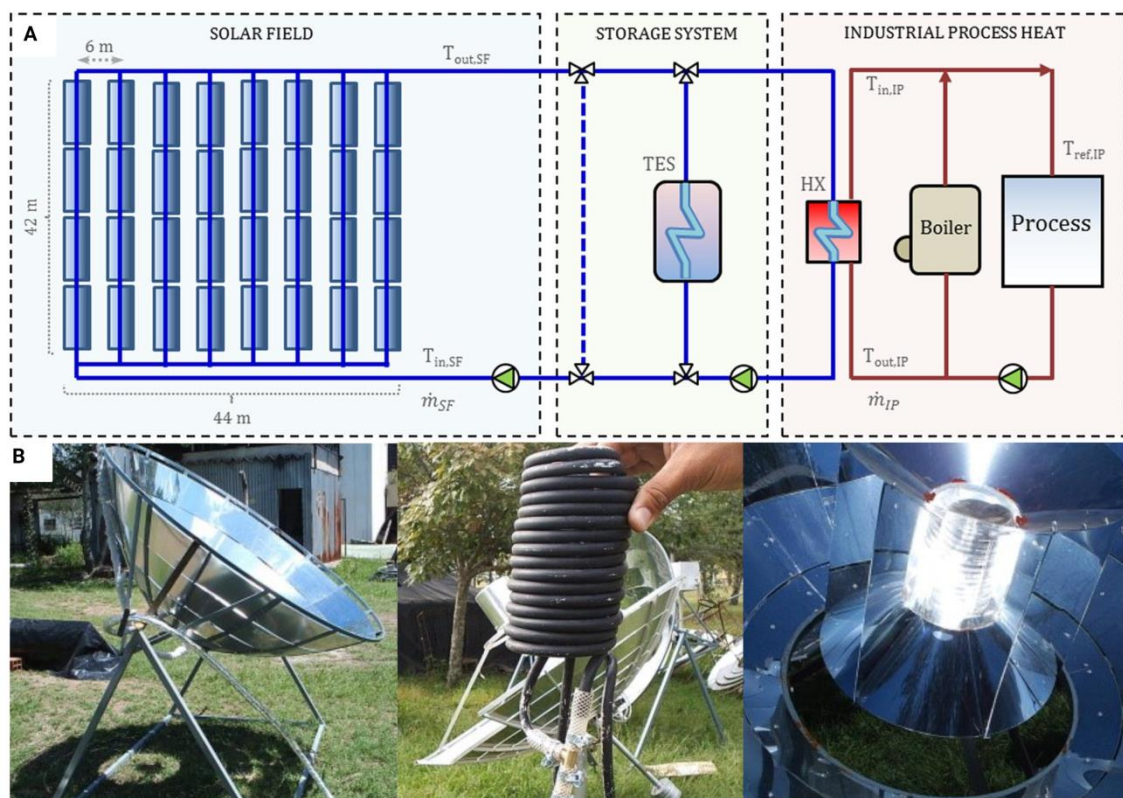 A
SOLAR FIELD
STORAGE SYSTEM
INDUSTRIAL PROCESS HEAT
6 m
T_out,SF
T_in,IP
T_ref,IP
TES
HX
Boiler
Process
42 m
T_in,SF
T_out,IP
44 m
ṁ_SF
ṁ_IP
B